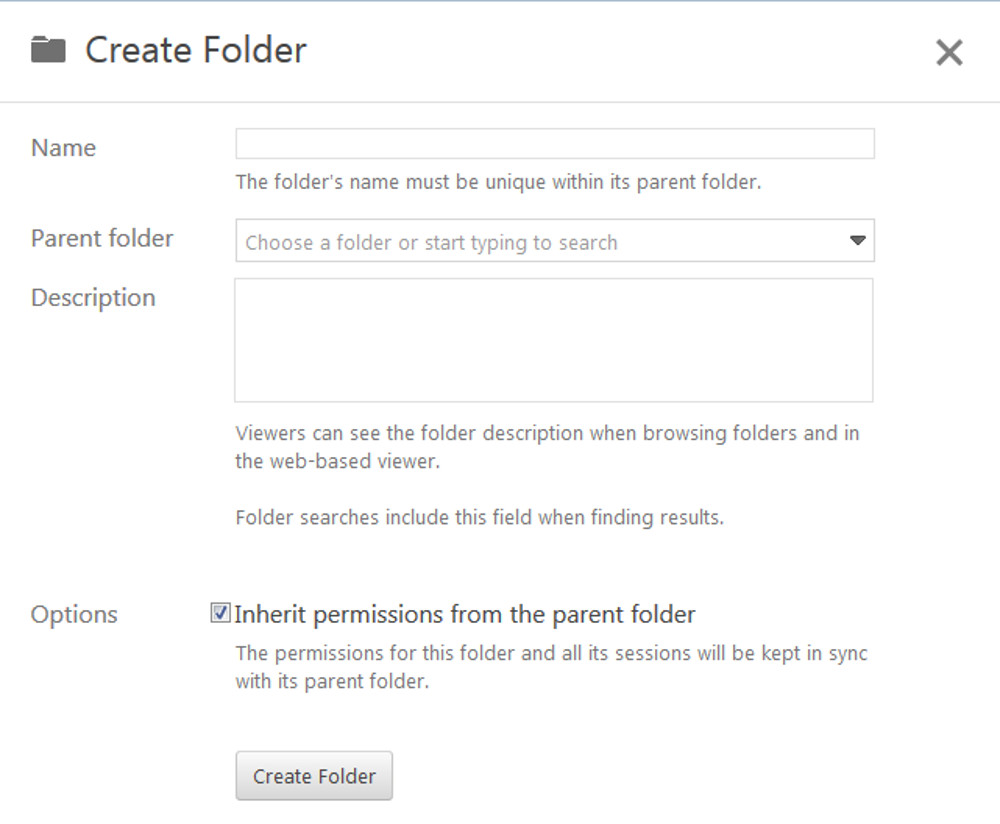 Create Folder
Name
The folder's name must be unique within its parent folder.
Parent folder
Choose a folder or start typing to search
Description
Viewers can see the folder description when browsing folders and in
the web-based viewer.
Folder searches include this field when finding results.
Options
Inherit permissions from the parent folder
The permissions for this folder and all its sessions will be kept in sync
with its parent folder.
Create Folder